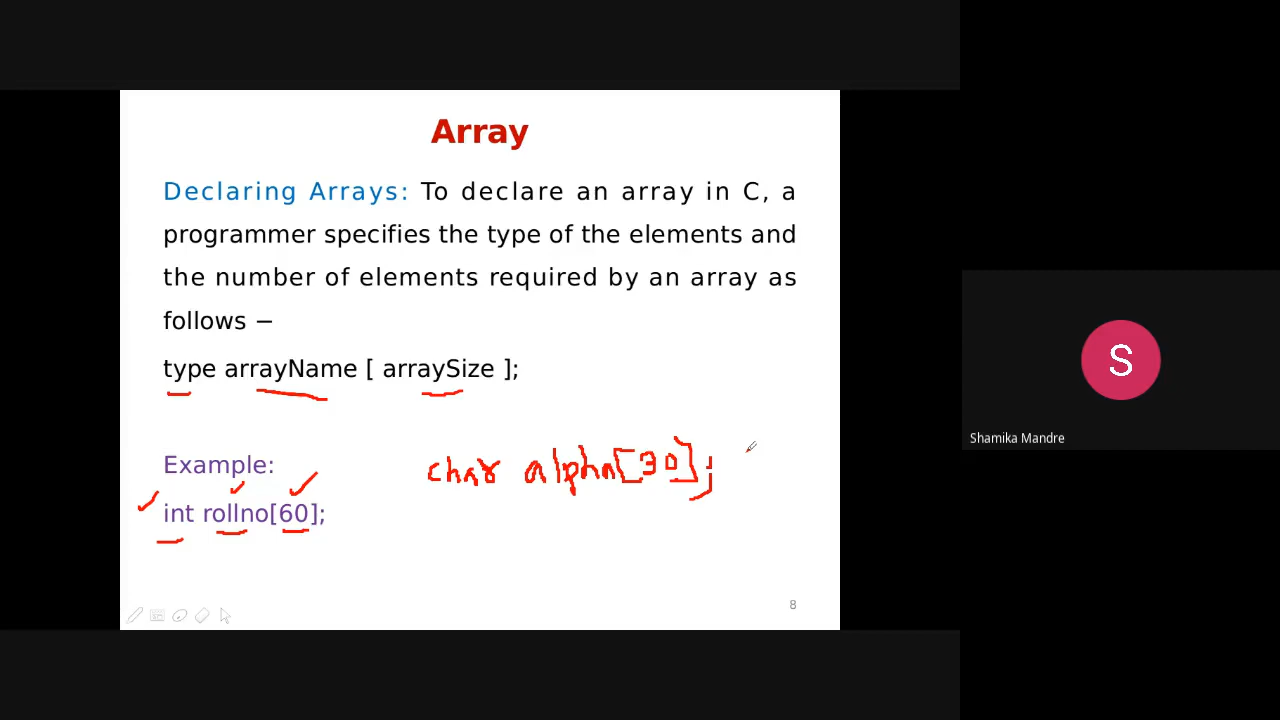 Array
Declaring Arrays: To declare an array in C, a
programmer specifies the type of the elements and
the number of elements required by an array as
follows −
type arrayName [ arraySize ];
Example:
char alpha[30];
int rollno[60];
8
S
Shamika Mandre